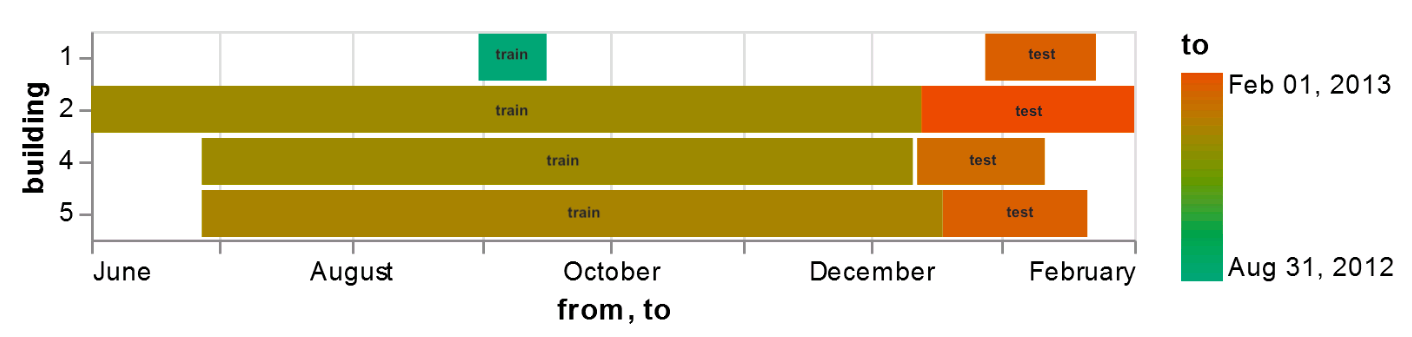 1 train test
2 train test
4 train test
5 train test
building
June August October December February
from, to
to
Feb 01, 2013
Aug 31, 2012